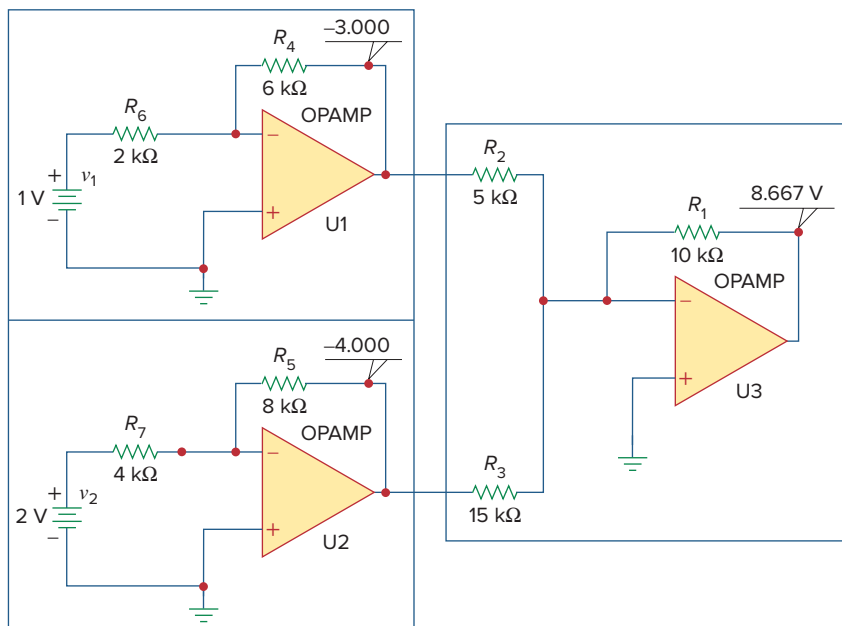 −3.000
R4
6 kΩ
OPAMP
R6
2 kΩ
+
v1
1 V
−
−
+
U1
R2
5 kΩ
8.667 V
R1
10 kΩ
OPAMP
−
+
U3
−4.000
R5
8 kΩ
OPAMP
R7
4 kΩ
+
v2
2 V
−
−
+
U2
R3
15 kΩ